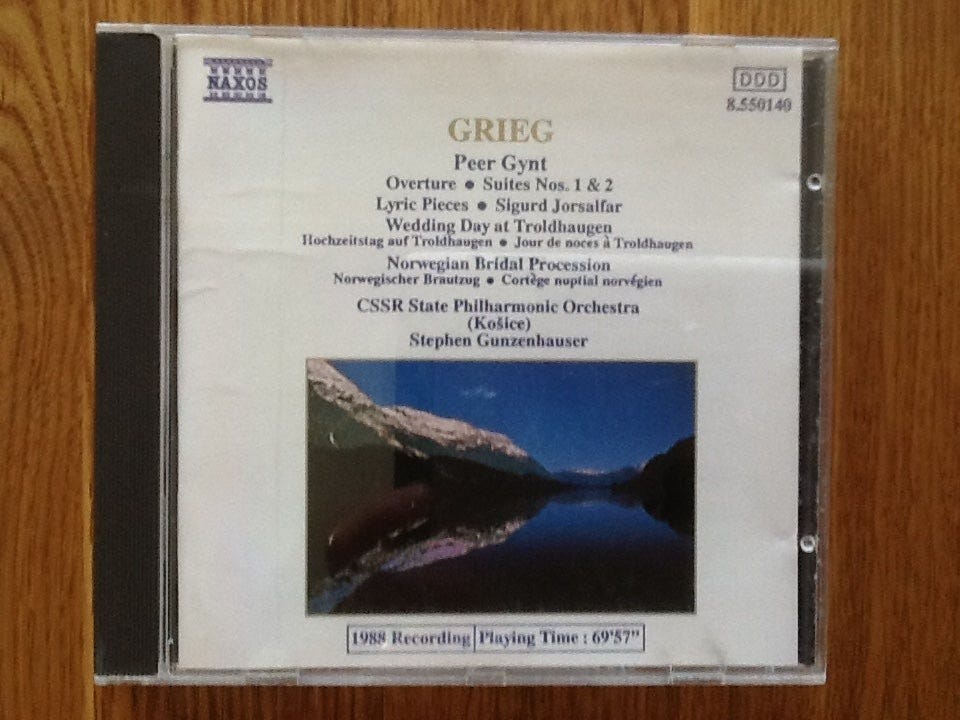 NAXOS
DDD
8.550140
GRIEG
Peer Gynt
Overture ● Suites Nos. 1 & 2
Lyric Pieces ● Sigurd Jorsalfar
Wedding Day at Troldhaugen
Hochzeitstag auf Troldhaugen ● Jour de noces à Troldhaugen
Norwegian Bridal Procession
Norwegischer Brautzug ● Cortège nuptial norvégien
CSSR State Philharmonic Orchestra
(Košice)
Stephen Gunzenhauser
1988 Recording Playing Time : 69'57"